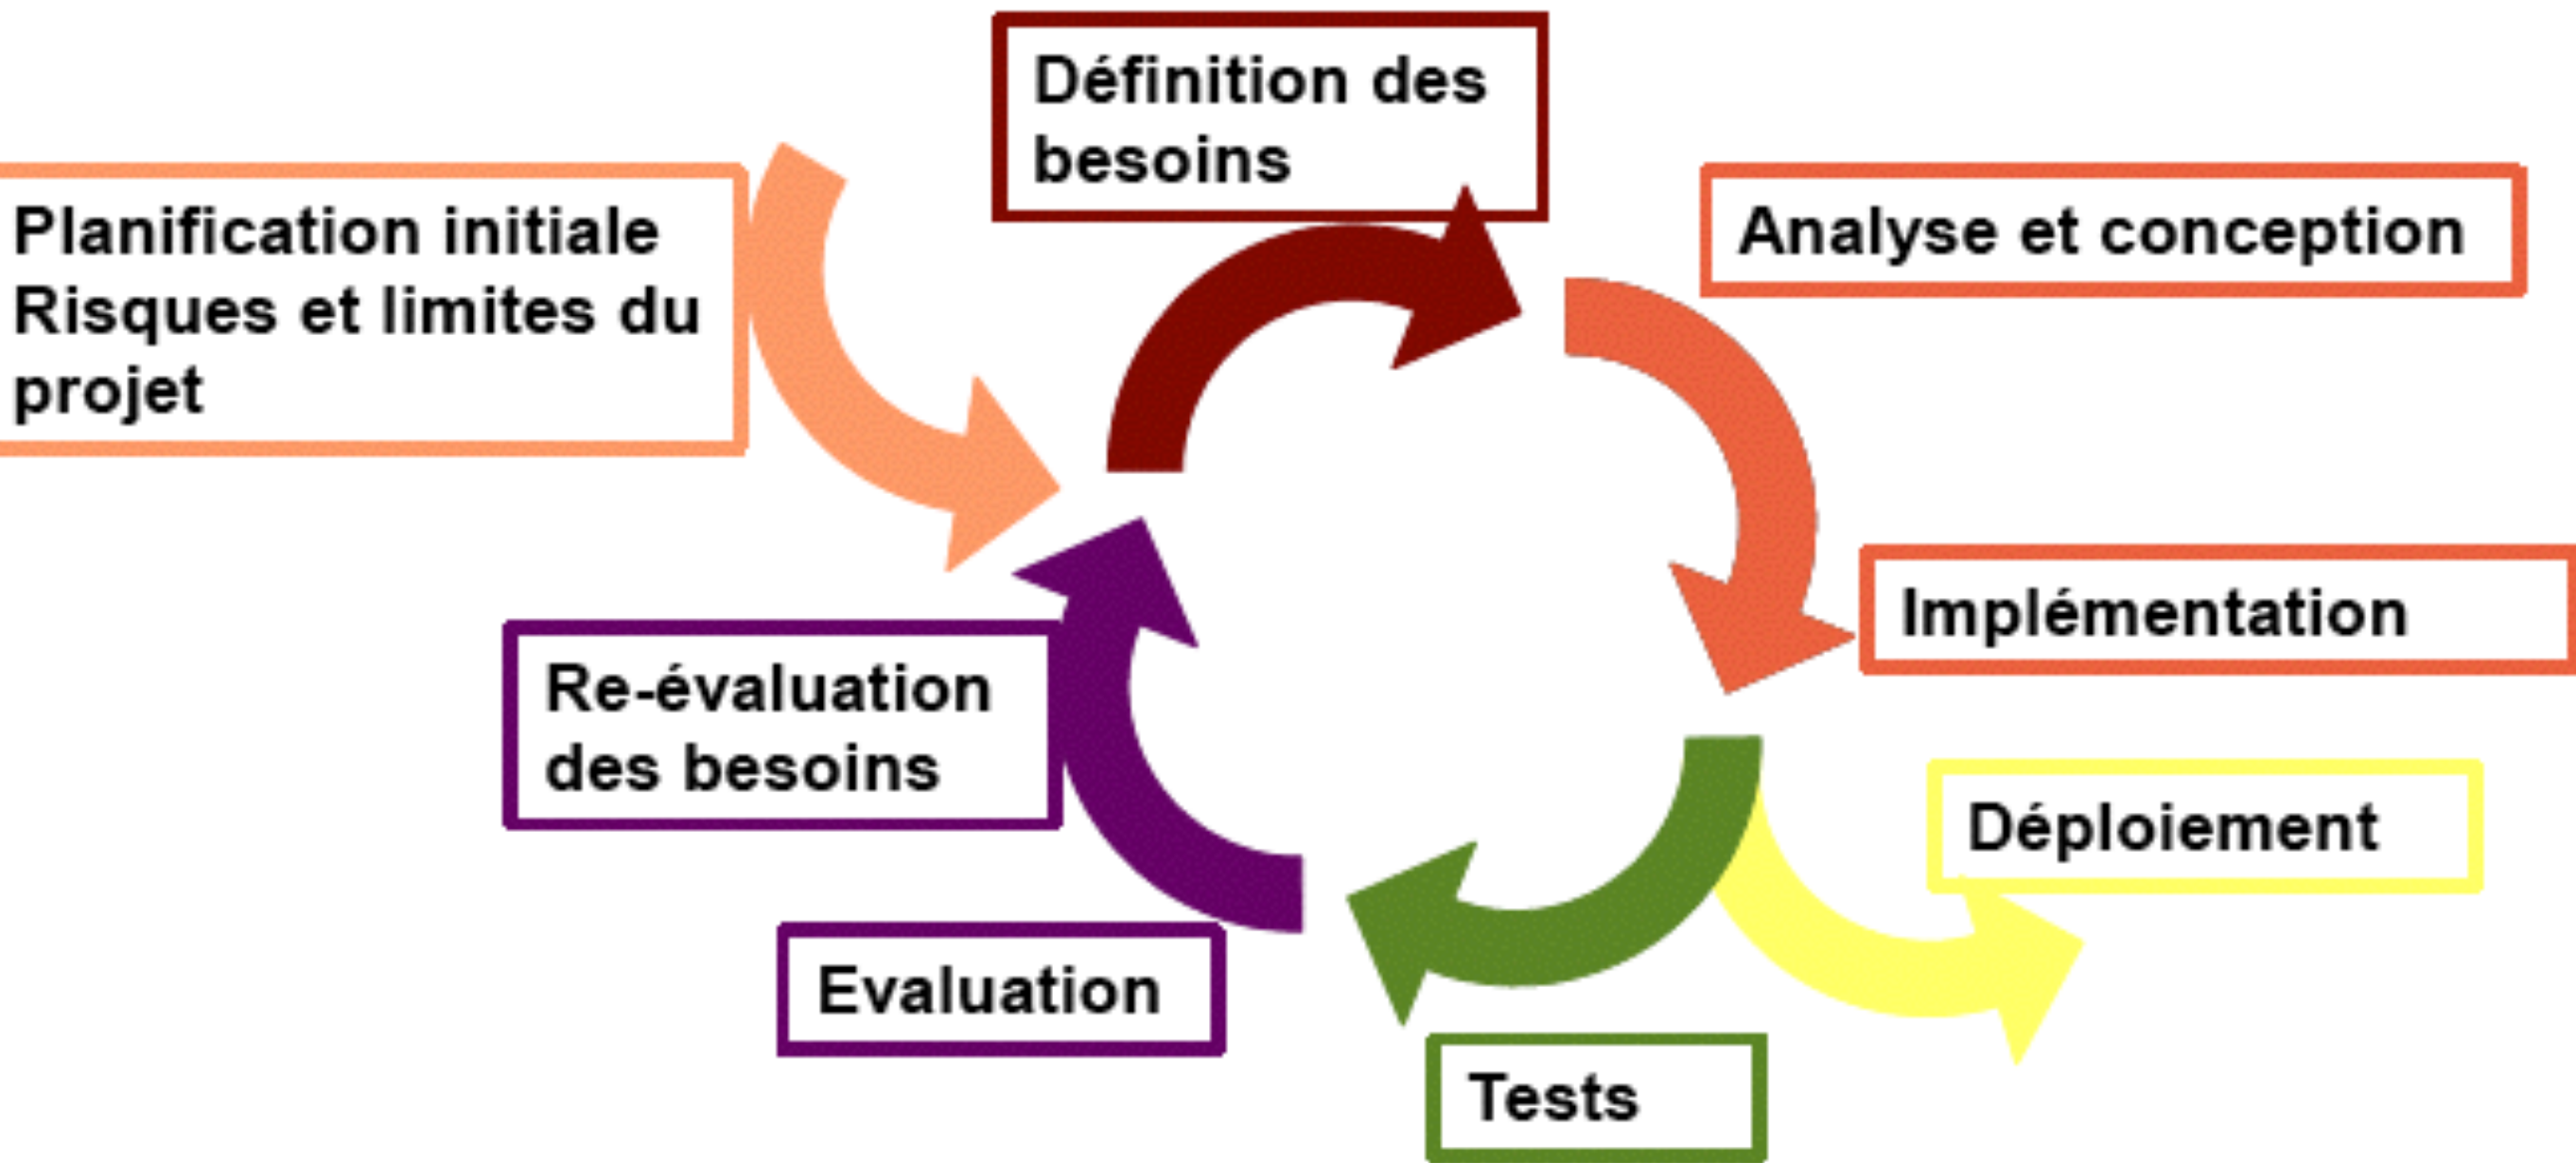 Définition des
besoins
Planification initiale
Risques et limites du
projet
Analyse et conception
Implémentation
Re-évaluation
des besoins
Déploiement
Evaluation
Tests